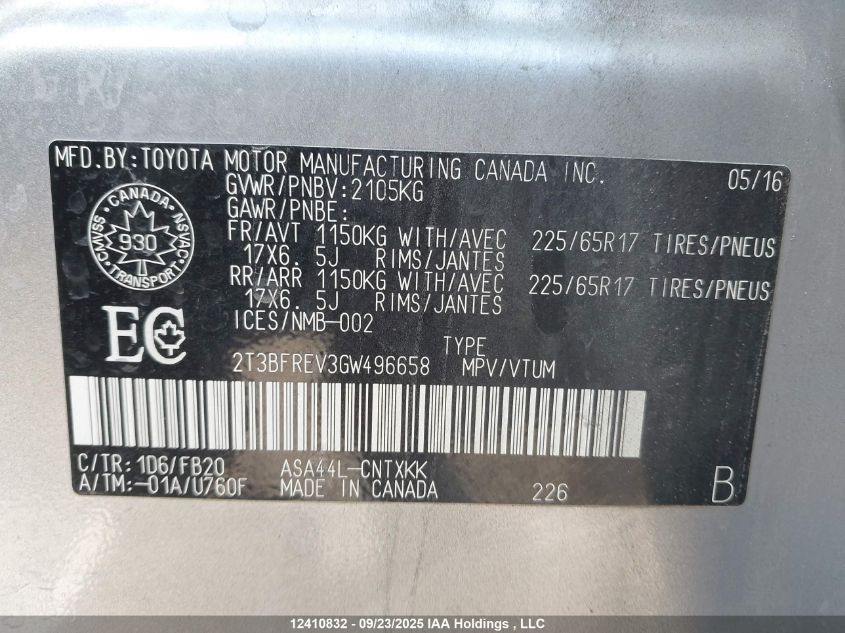 MFD.BY:TOYOTA MOTOR MANUFACTURING CANADA INC. 05/16
GVWR/PNBV:2105KG
GAWR/PNBE:
FR/AVT 1150KG WITH/AVEC 225/65R17 TIRES/PNEUS
17X6.5J RIMS/JANTES
RR/ARR 1150KG WITH/AVEC 225/65R17 TIRES/PNEUS
17X6.5J RIMS/JANTES
ICES/NMB-002
CANADA
CMVSS 930 NSVAC
TRANSPORT
EC
TYPE
2T3BFREV3GW496658 MPV/VTUM
C/TR: 1D6/FB20 ASA44L-CNTXKK
A/TM:-01A/U760F MADE IN CANADA 226 B
12410832 - 09/23/2025 IAA Holdings , LLC